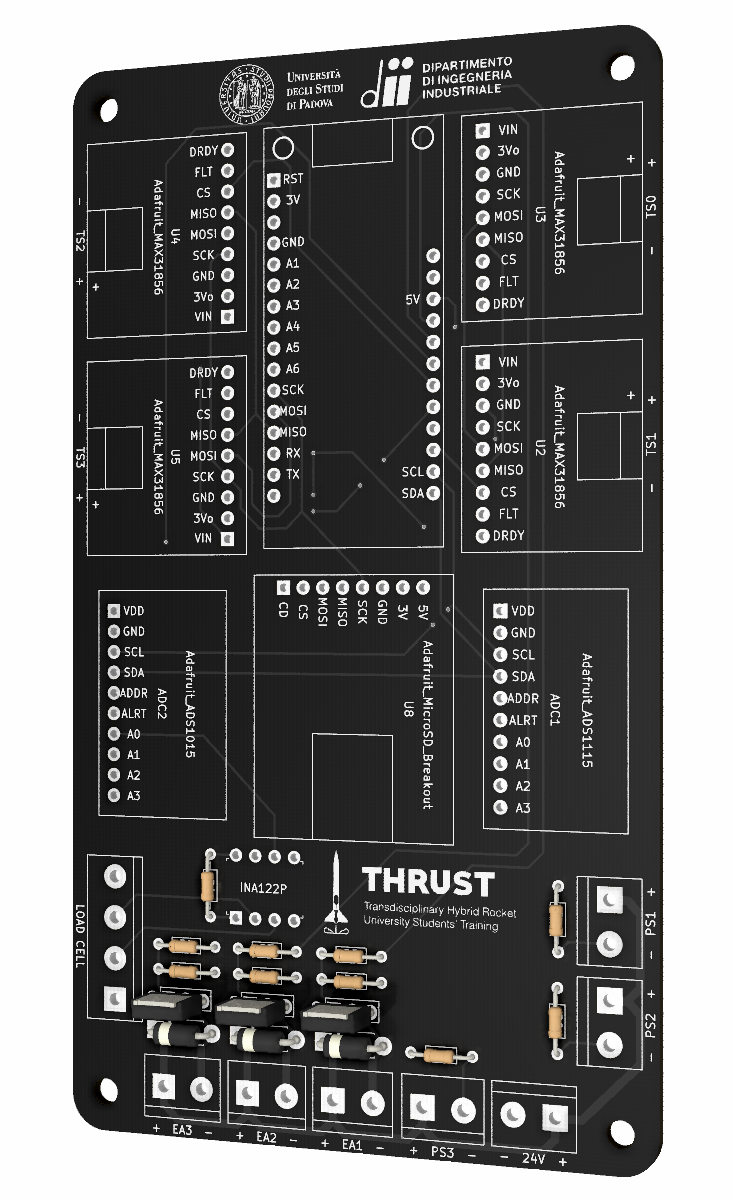 UNIVERSITÀ
DEGLI STUDI
DI PADOVA
dii
DIPARTIMENTO
DI INGEGNERIA
INDUSTRIALE
DRDY
FLT
CS
MISO
MOSI
SCK
GND
3Vo
VIN
U4
Adafruit_MAX31856
- TS2 +
+
RST
3V
GND
A1
A2
A3
A4
A5
A6
SCK
MOSI
MISO
RX
TX
5V
SCL
SDA
VIN
3Vo
GND
SCK
MOSI
MISO
CS
FLT
DRDY
U3
Adafruit_MAX31856
+
+ TS0 -
DRDY
FLT
CS
MISO
MOSI
SCK
GND
3Vo
VIN
U5
Adafruit_MAX31856
- TS3 +
+
VIN
3Vo
GND
SCK
MOSI
MISO
CS
FLT
DRDY
U2
Adafruit_MAX31856
+
+ TS1 -
VDD
GND
SCL
SDA
ADDR
ALRT
A0
A1
A2
A3
ADC2
Adafruit_ADS1015
CD
CS
MOSI
MISO
SCK
GND
3V
5V
U8
Adafruit_MicroSD_Breakout
VDD
GND
SCL
SDA
ADDR
ALRT
A0
A1
A2
A3
ADC1
Adafruit_ADS1115
LOAD CELL
INA122P
THRUST
Transdisciplinary Hybrid Rocket
University Students' Training
- PS1 +
- PS2 +
+ EA3 -
+ EA2 -
+ EA1 -
+ PS3 -
- 24V +